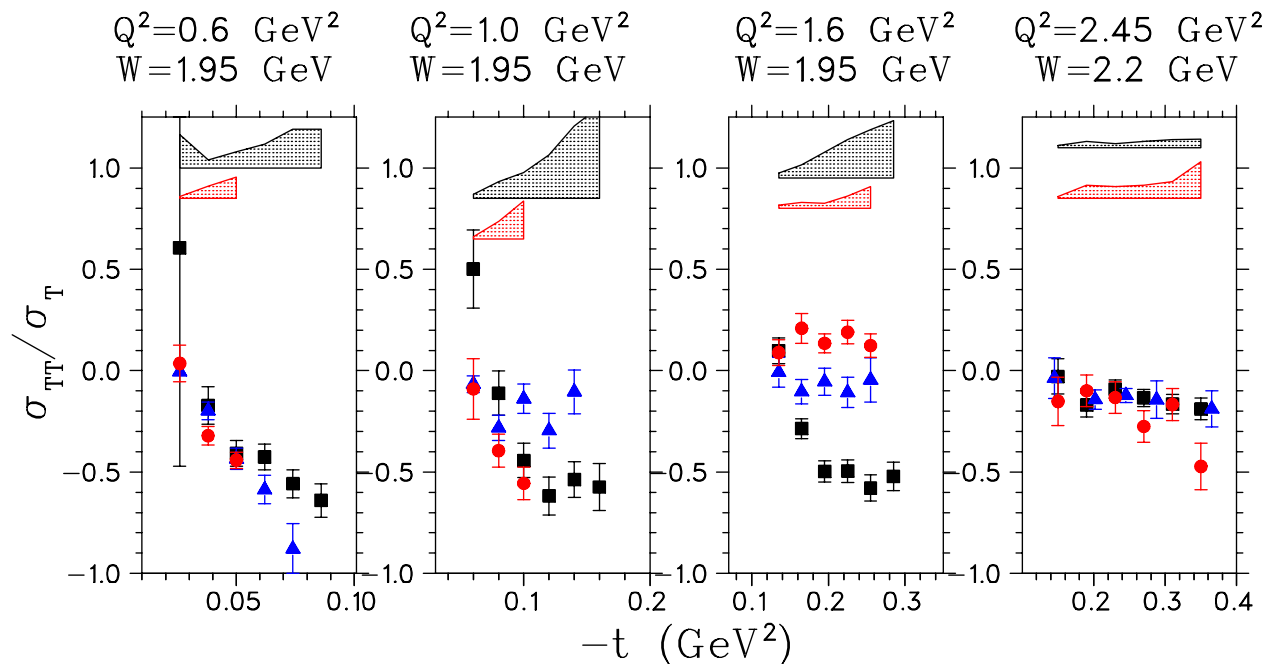 Q²=0.6 GeV² Q²=1.0 GeV² Q²=1.6 GeV² Q²=2.45 GeV²
W=1.95 GeV W=1.95 GeV W=1.95 GeV W=2.2 GeV
1.0 1.0 1.0 1.0
0.5 0.5 0.5 0.5
0.0 0.0 0.0 0.0
−0.5 −0.5 −0.5 −0.5
−1.0 −1.0 −1.0 −1.0
0.05 0.10 0.1 0.2 0.1 0.2 0.3 0.2 0.3 0.4
σ_TT/σ_T
−t (GeV²)